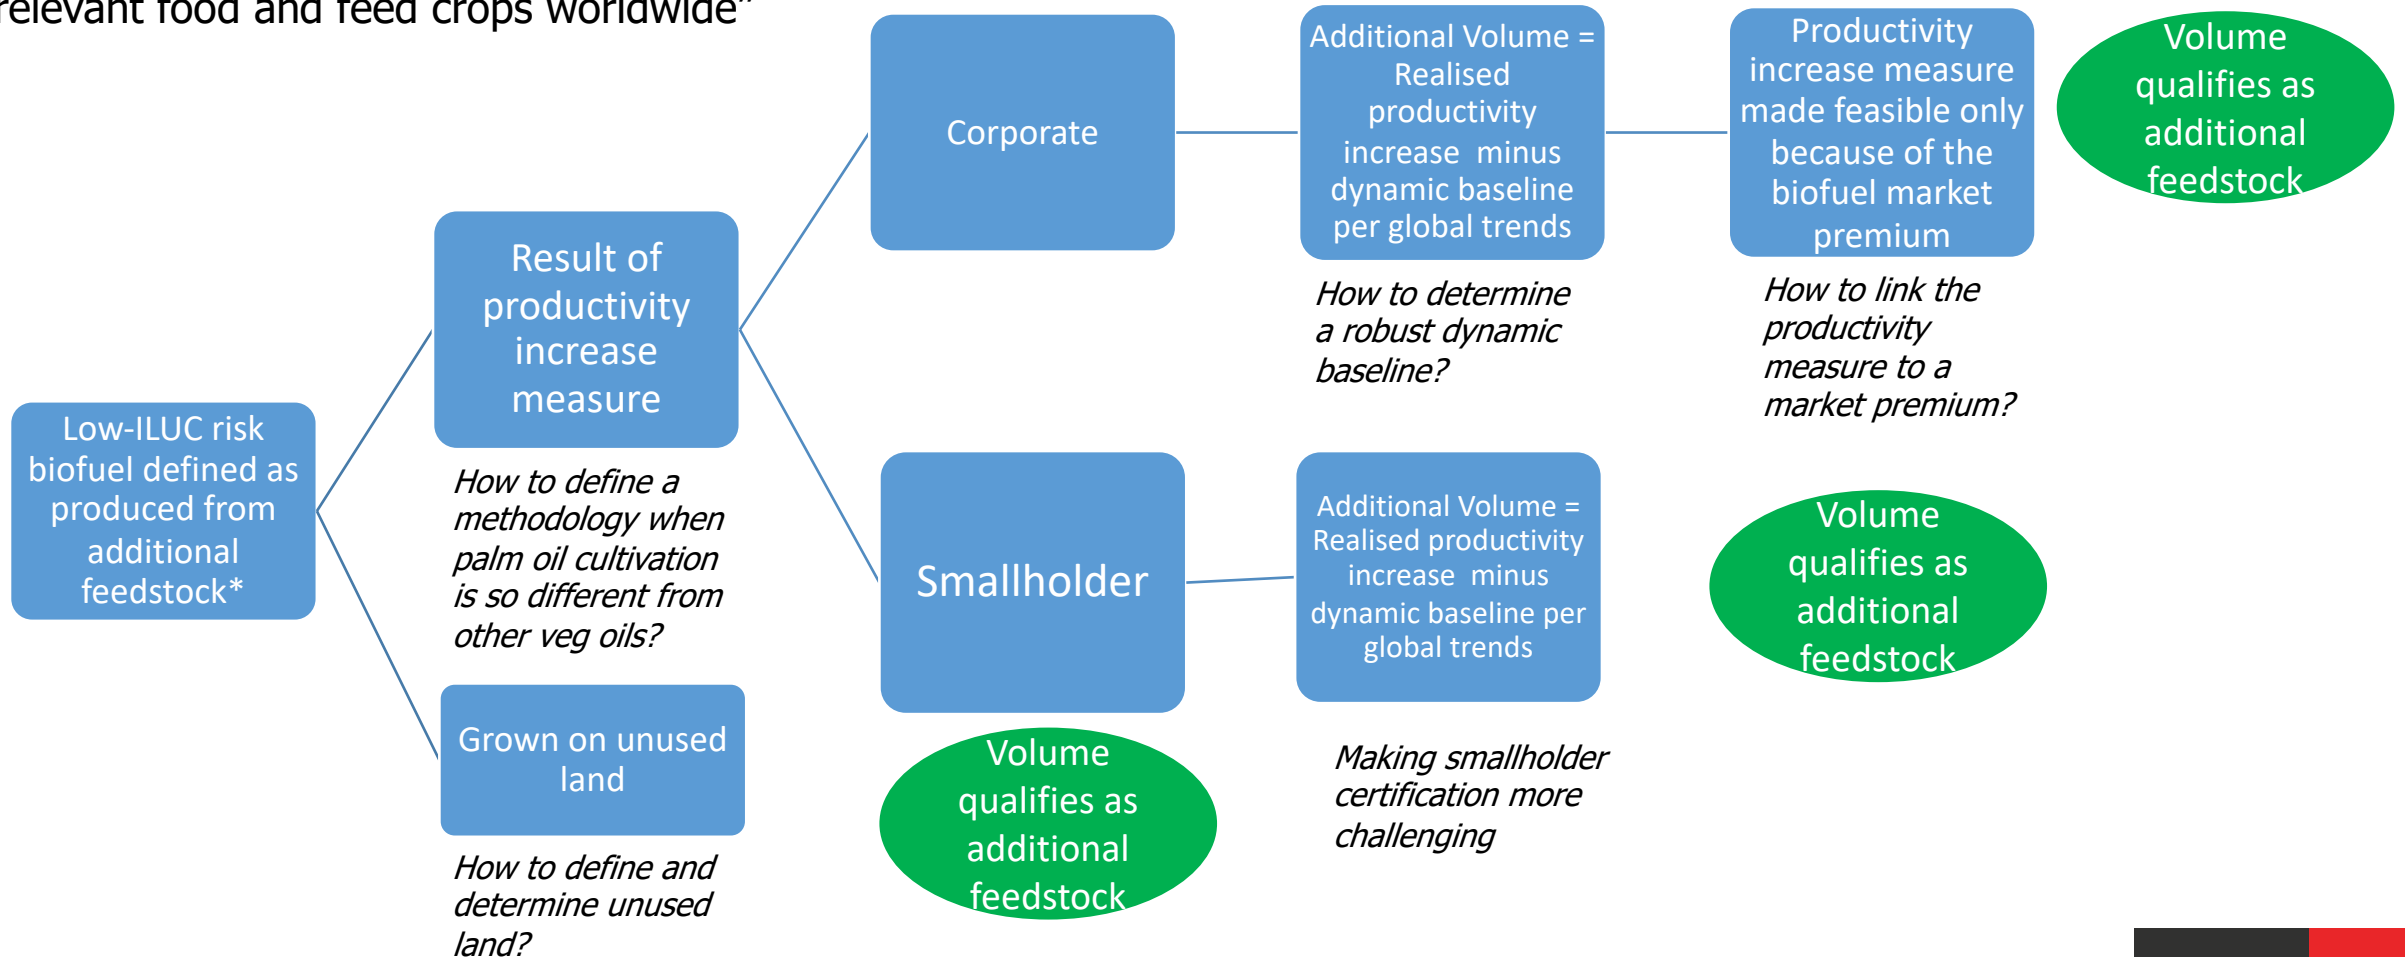 relevant food and feed crops worldwide"
Low-ILUC risk
biofuel defined as
produced from
additional
feedstock*
Result of
productivity
increase
measure
How to define a
methodology when
palm oil cultivation
is so different from
other veg oils?
Grown on unused
land
How to define and
determine unused
land?
Corporate
Additional Volume =
Realised
productivity
increase minus
dynamic baseline
per global trends
How to determine
a robust dynamic
baseline?
Productivity
increase measure
made feasible only
because of the
biofuel market
premium
How to link the
productivity
measure to a
market premium?
Volume
qualifies as
additional
feedstock
Smallholder
Additional Volume =
Realised productivity
increase minus
dynamic baseline per
global trends
Making smallholder
certification more
challenging
Volume
qualifies as
additional
feedstock
Volume
qualifies as
additional
feedstock